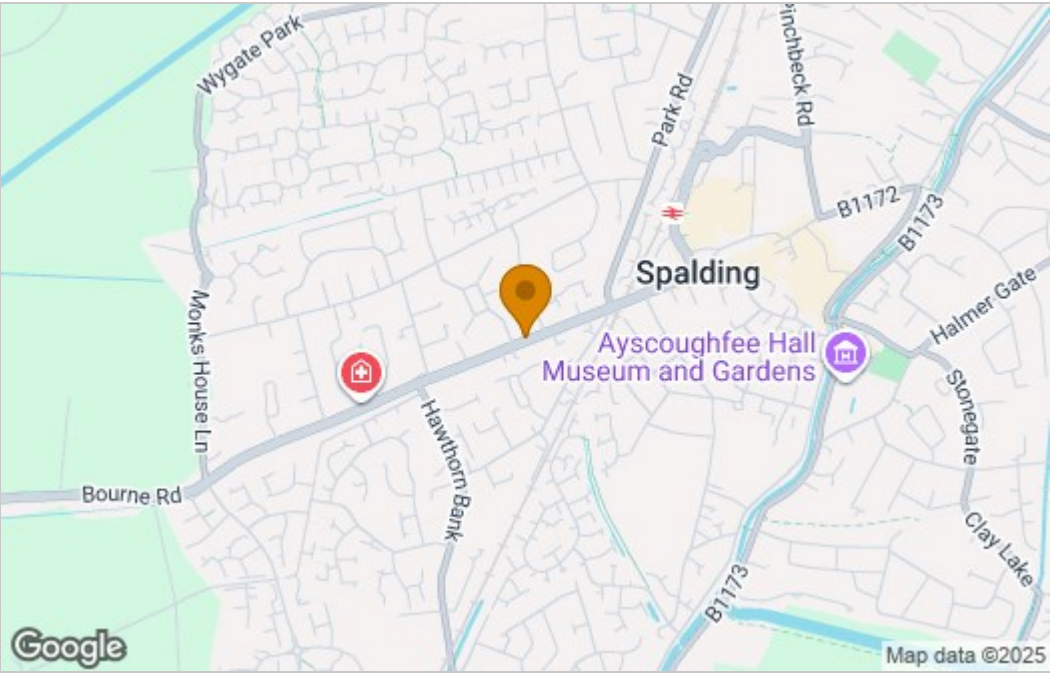 Wygate Park
Park Rd
Pinchbeck Rd
B1172
B1173
Spalding
Halmer Gate
Monks House Ln
Ayscoughfee Hall
Museum and Gardens
Stonegate
Hawthorn Bank
Bourne Rd
Clay Lake
B1173
Google
Map data ©2025